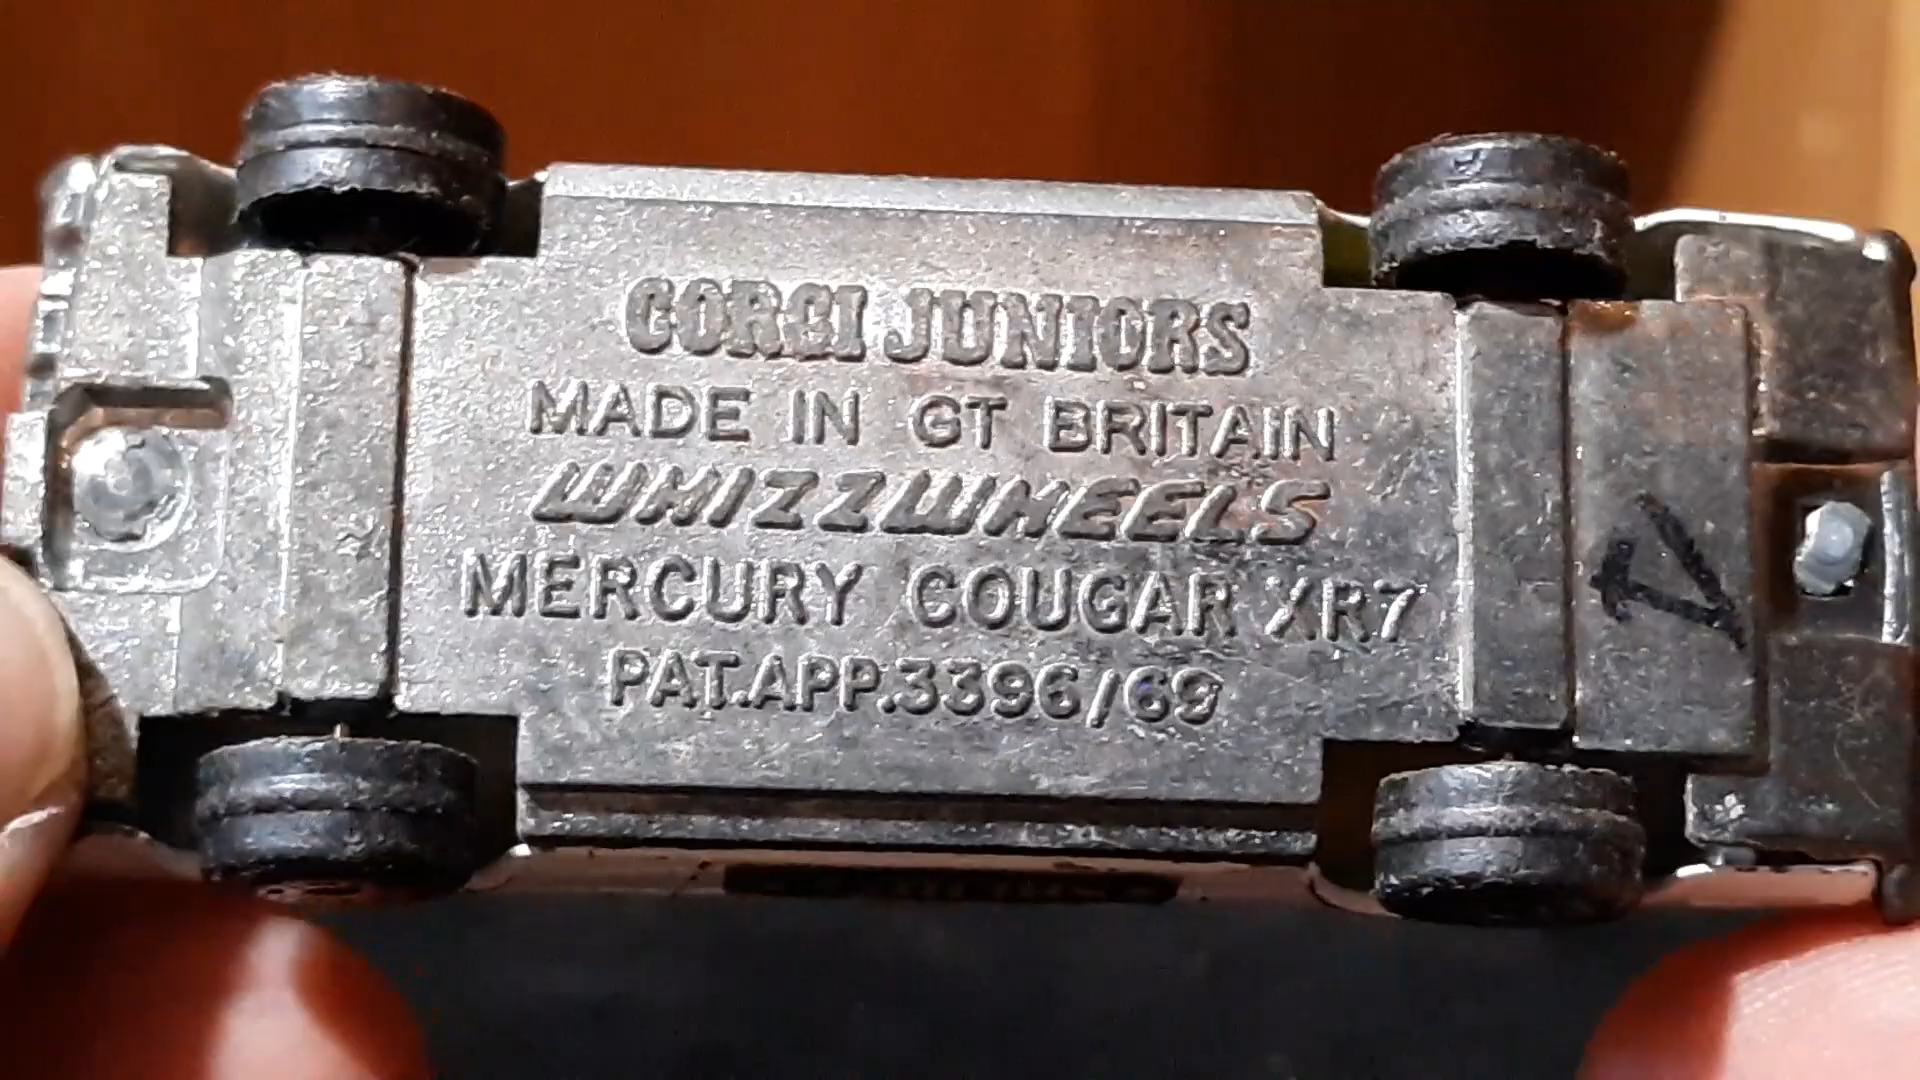 CORGI JUNIORS
MADE IN GT BRITAIN
WHIZZWHEELS
MERCURY COUGAR XR7
PAT.APP.3396/69